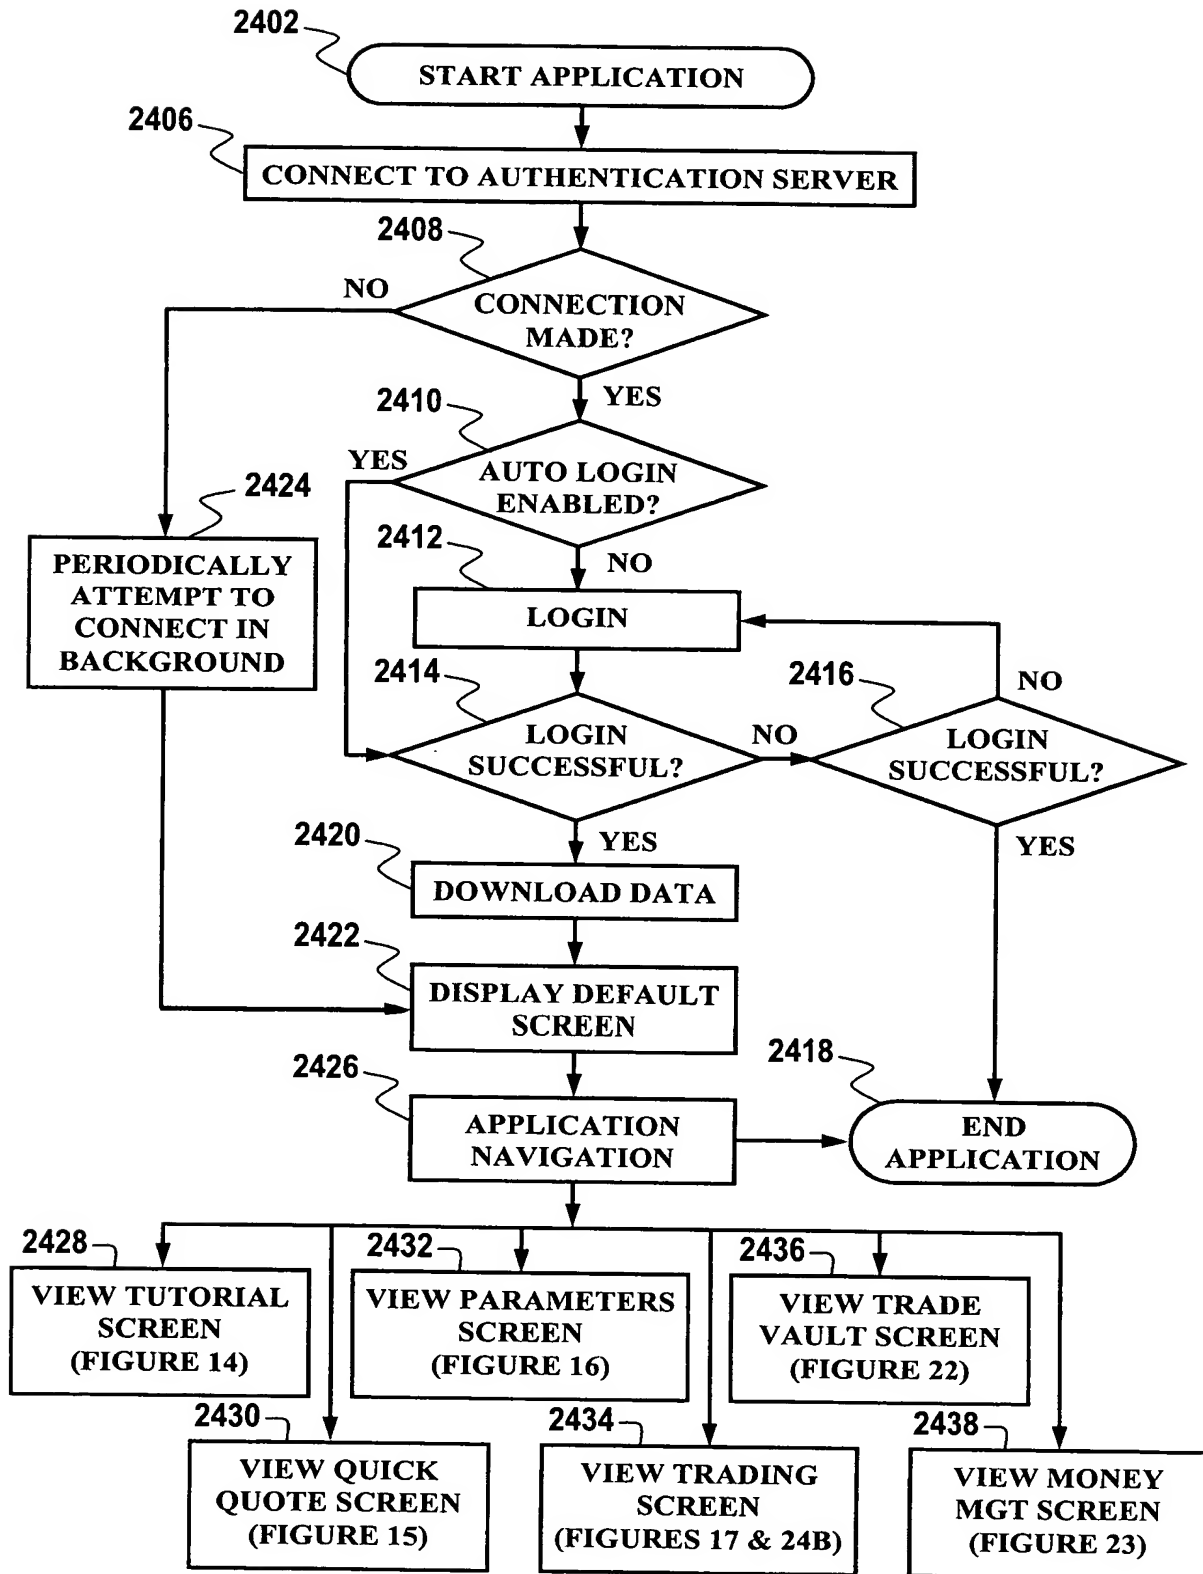 2402
START APPLICATION
2406
CONNECT TO AUTHENTICATION SERVER
2408
NO
CONNECTION
MADE?
YES
2410
YES
AUTO LOGIN
ENABLED?
2424
PERIODICALLY
ATTEMPT TO
CONNECT IN
BACKGROUND
2412
NO
LOGIN
2414
LOGIN
SUCCESSFUL?
NO
2416
NO
LOGIN
SUCCESSFUL?
YES
YES
2420
DOWNLOAD DATA
2422
DISPLAY DEFAULT
SCREEN
2426
APPLICATION
NAVIGATION
2418
END
APPLICATION
2428
VIEW TUTORIAL
SCREEN
(FIGURE 14)
2432
VIEW PARAMETERS
SCREEN
(FIGURE 16)
2436
VIEW TRADE
VAULT SCREEN
(FIGURE 22)
2430
VIEW QUICK
QUOTE SCREEN
(FIGURE 15)
2434
VIEW TRADING
SCREEN
(FIGURES 17 & 24B)
2438
VIEW MONEY
MGT SCREEN
(FIGURE 23)